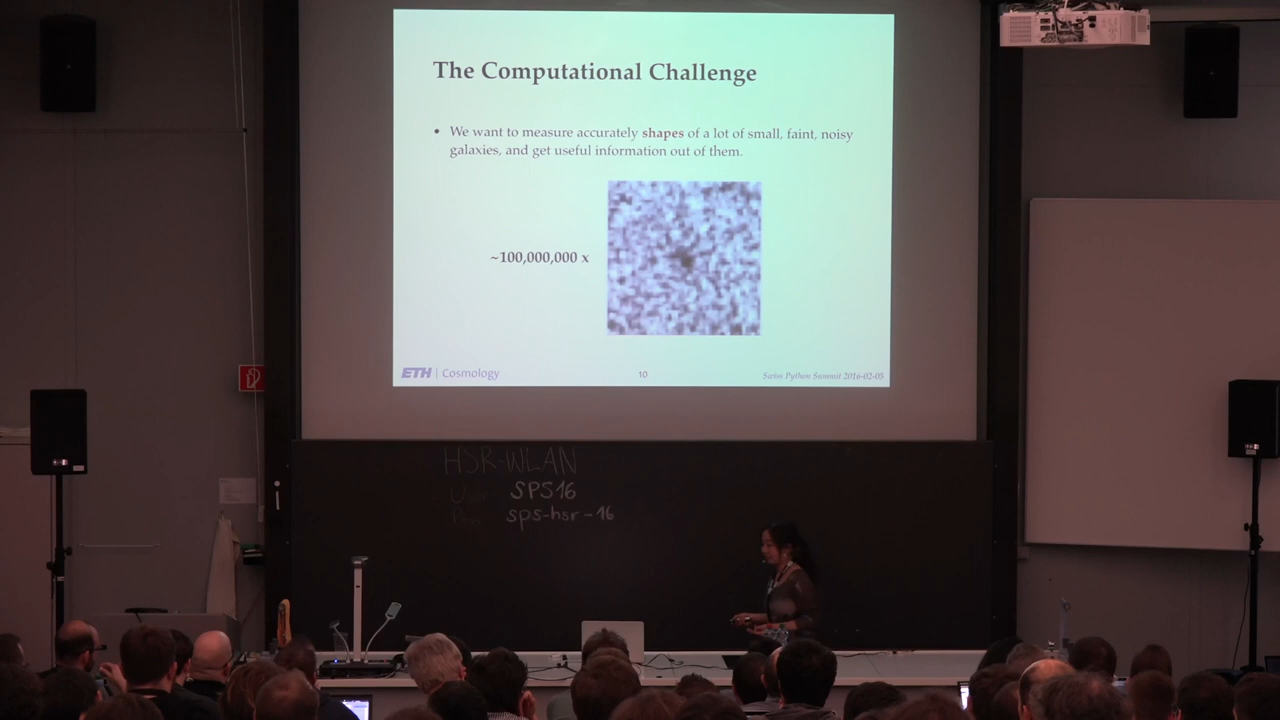 The Computational Challenge
• We want to measure accurately shapes of a lot of small, faint, noisy
galaxies, and get useful information out of them.
~100,000,000 x
ETH | Cosmology
10
Swiss Python Summit 2016-02-05
HSR-WLAN
User SPS16
Pass sps-hsr-16